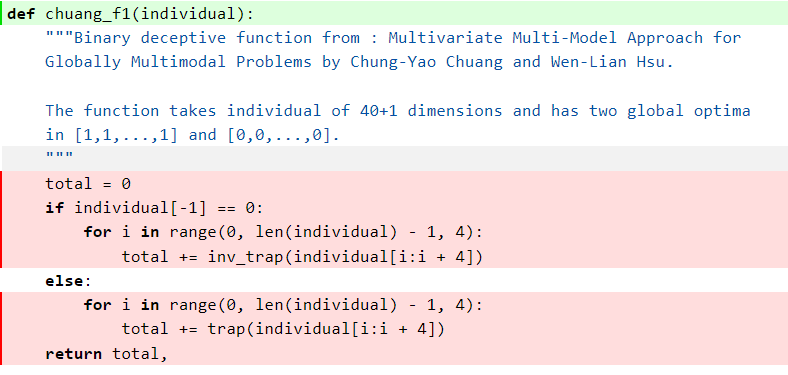 def chuang_f1(individual):
    """Binary deceptive function from : Multivariate Multi-Model Approach for
    Globally Multimodal Problems by Chung-Yao Chuang and Wen-Lian Hsu.

    The function takes individual of 40+1 dimensions and has two global optima
    in [1,1,...,1] and [0,0,...,0].
    """
    total = 0
    if individual[-1] == 0:
        for i in range(0, len(individual) - 1, 4):
            total += inv_trap(individual[i:i + 4])
    else:
        for i in range(0, len(individual) - 1, 4):
            total += trap(individual[i:i + 4])
    return total,